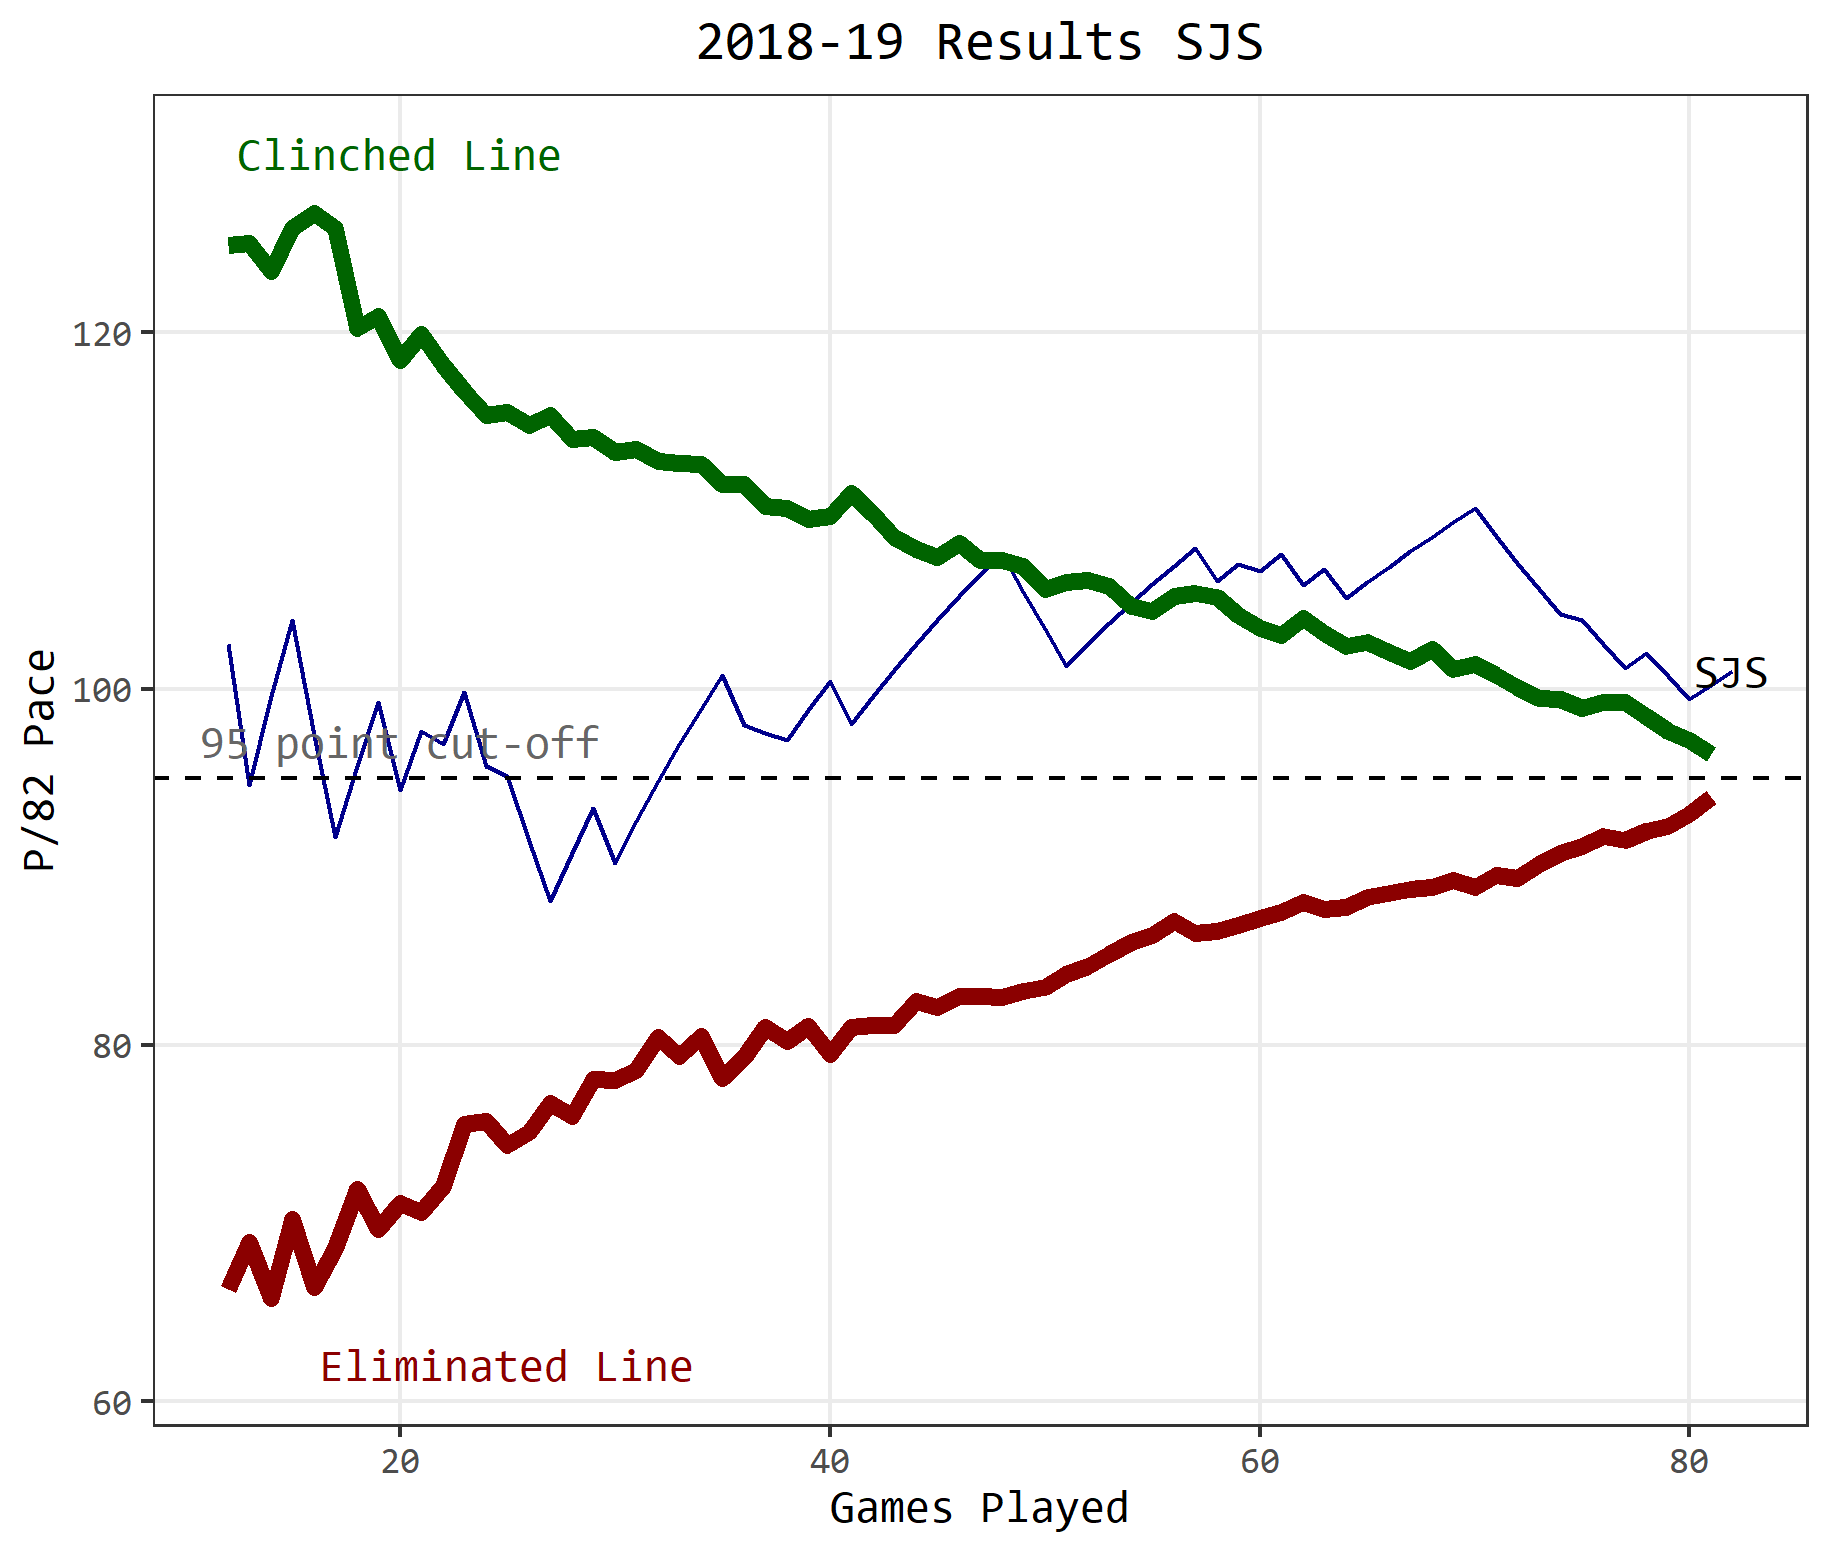 2018-19 Results SJS
Clinched Line
120
SJS
100
95 point cut-off
P/82 Pace
80
Eliminated Line
60
20 40 60 80
Games Played